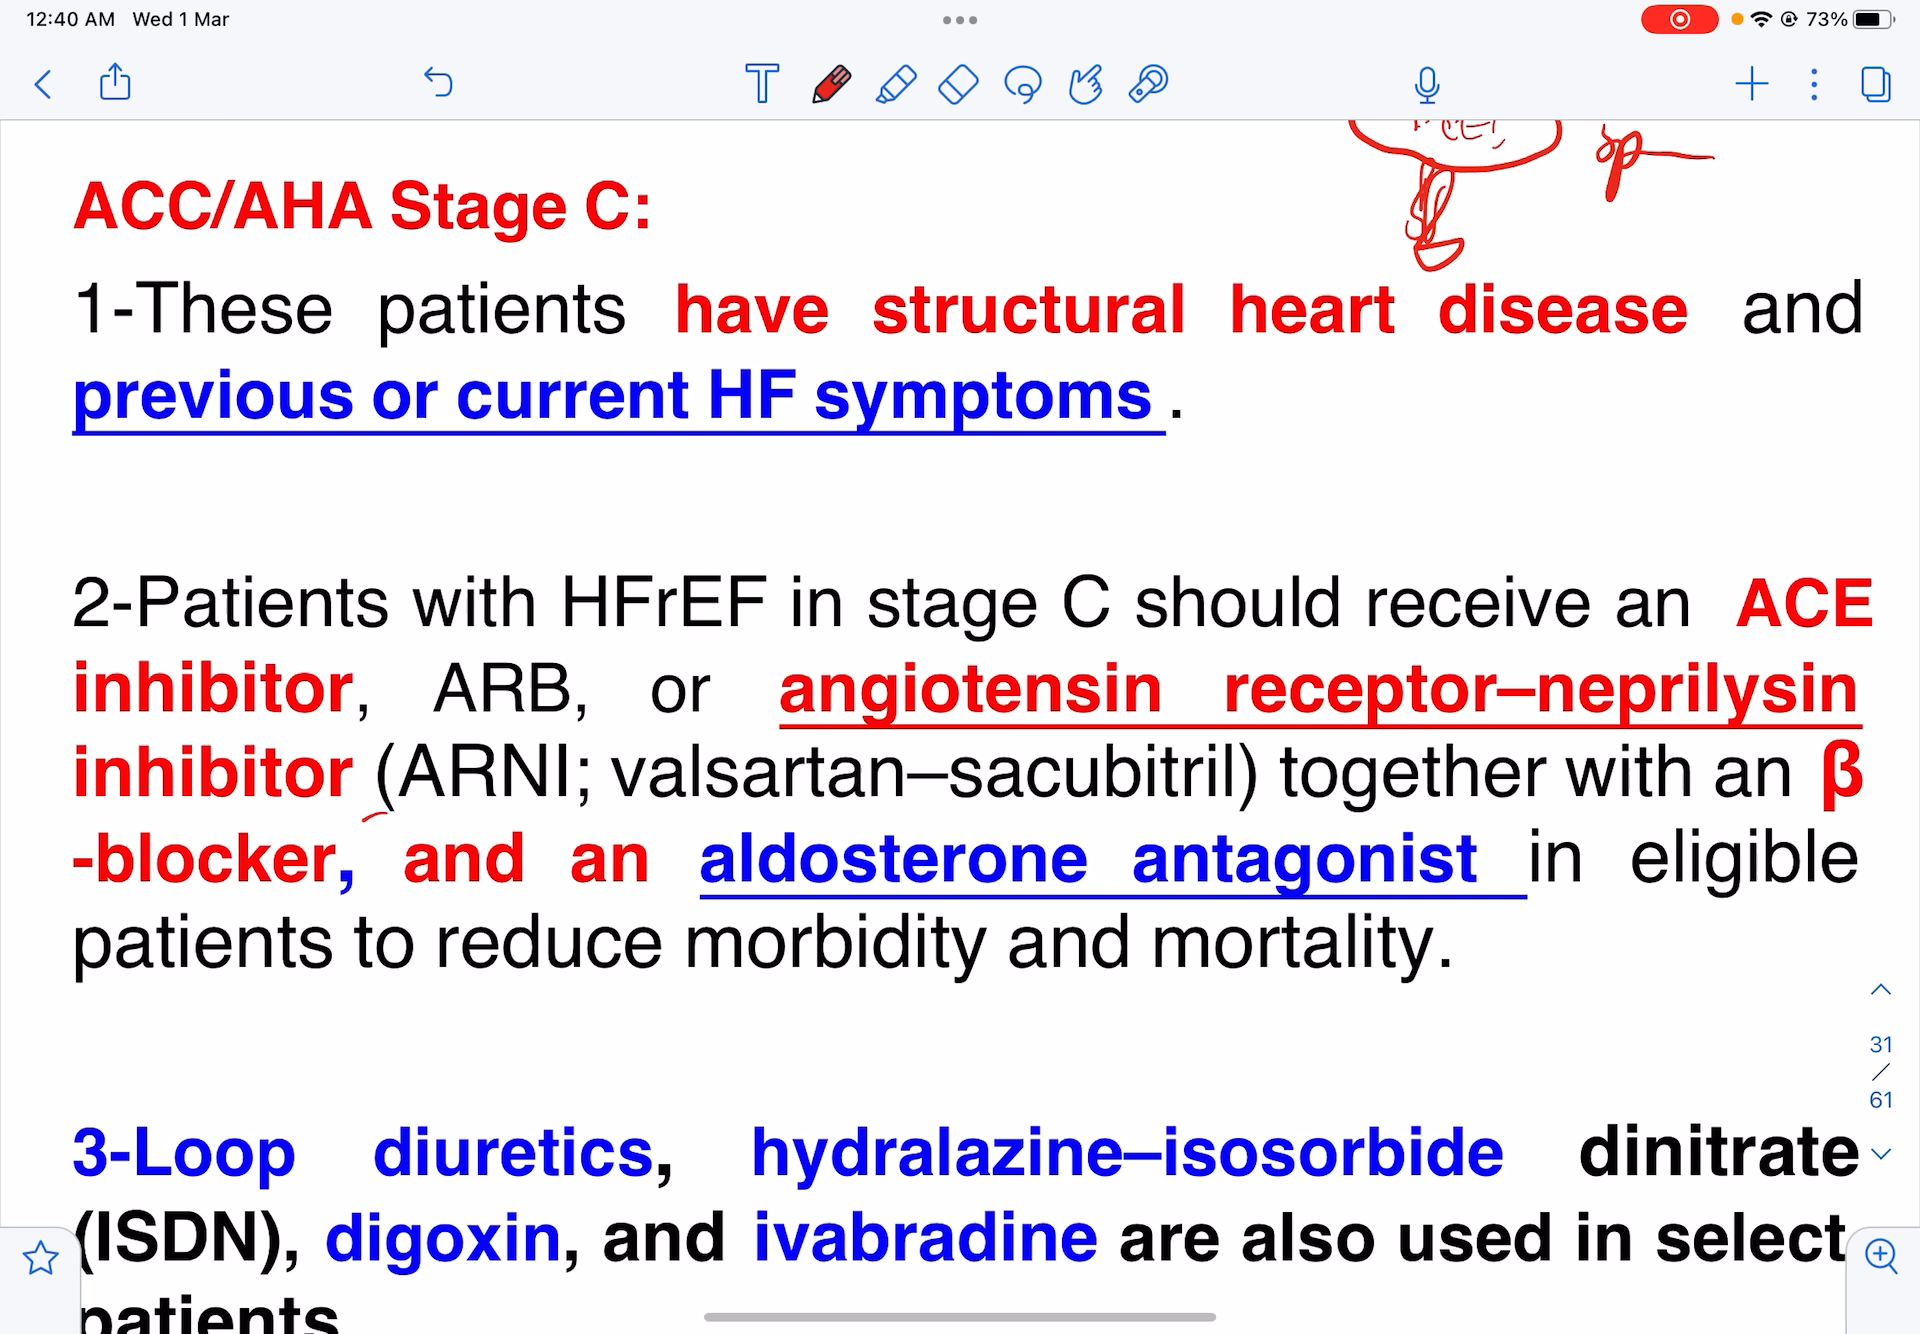 12:40 AM Wed 1 Mar
73%
ACC/AHA Stage C:
1-These patients have structural heart disease and
previous or current HF symptoms .
2-Patients with HFrEF in stage C should receive an ACE
inhibitor, ARB, or angiotensin receptor–neprilysin
inhibitor (ARNI; valsartan–sacubitril) together with an β
-blocker, and an aldosterone antagonist in eligible
patients to reduce morbidity and mortality.
31
/
61
3-Loop diuretics, hydralazine–isosorbide dinitrate
(ISDN), digoxin, and ivabradine are also used in select
patients